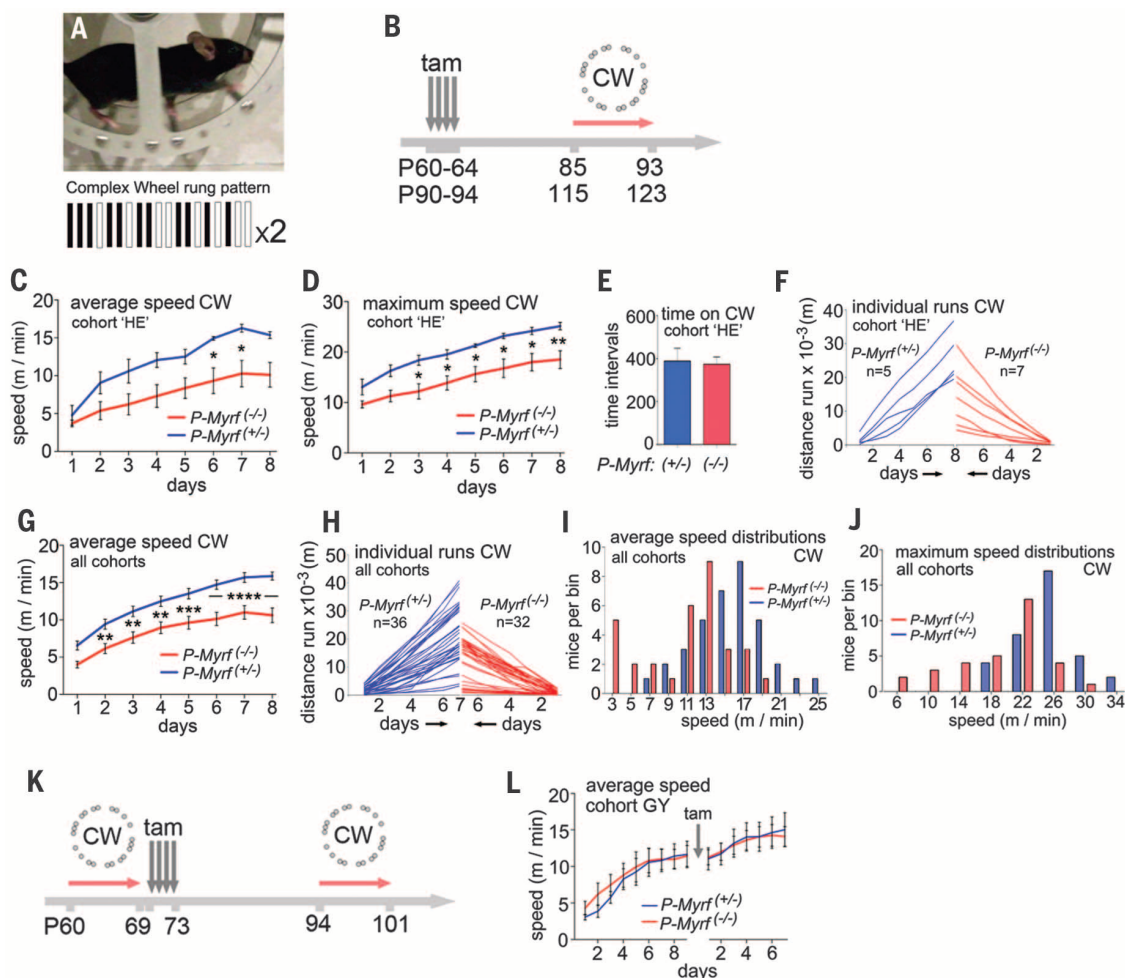 A
Complex Wheel rung pattern
x2
B
tam
CW
P60-64 85 93
P90-94 115 123
C
average speed CW
cohort 'HE'
speed (m / min)
20
15
10
5
0
* *
P-Myrf (-/-)
P-Myrf (+/-)
1 2 3 4 5 6 7 8
days
D
maximum speed CW
cohort 'HE'
speed (m / min)
30
20
10
0
* * * * * **
P-Myrf (-/-)
P-Myrf (+/-)
1 2 3 4 5 6 7 8
days
E
time on CW
cohort 'HE'
time intervals
600
400
200
0
P-Myrf: (+/-) (-/-)
F
individual runs CW
cohort 'HE'
distance run x 10-3 (m)
40
30
20
10
0
P-Myrf(+/-)
n=5
P-Myrf(-/-)
n=7
2 4 6 8 6 4 2
days → ← days
G
average speed CW
all cohorts
speed (m / min)
20
15
10
5
0
** ** ** *** ****
P-Myrf (-/-)
P-Myrf (+/-)
1 2 3 4 5 6 7 8
days
H
individual runs CW
all cohorts
distance run x10-3 (m)
50
40
30
20
10
0
P-Myrf(+/-)
n=36
P-Myrf(-/-)
n=32
2 4 6 7 6 4 2
days → ← days
I
average speed distributions
all cohorts CW
mice per bin
10
8
6
4
2
0
P-Myrf(-/-)
P-Myrf(+/-)
3 5 7 9 11 13 17 21 25
speed (m / min)
J
maximum speed distributions
all cohorts CW
mice per bin
20
15
10
5
0
P-Myrf(-/-)
P-Myrf(+/-)
6 10 14 18 22 26 30 34
speed (m / min)
K
CW tam CW
P60 69 73 94 101
L
average speed
cohort GY
tam
speed (m / min)
20
15
10
5
0
P-Myrf (+/-)
P-Myrf (-/-)
2 4 6 8 2 4 6
days